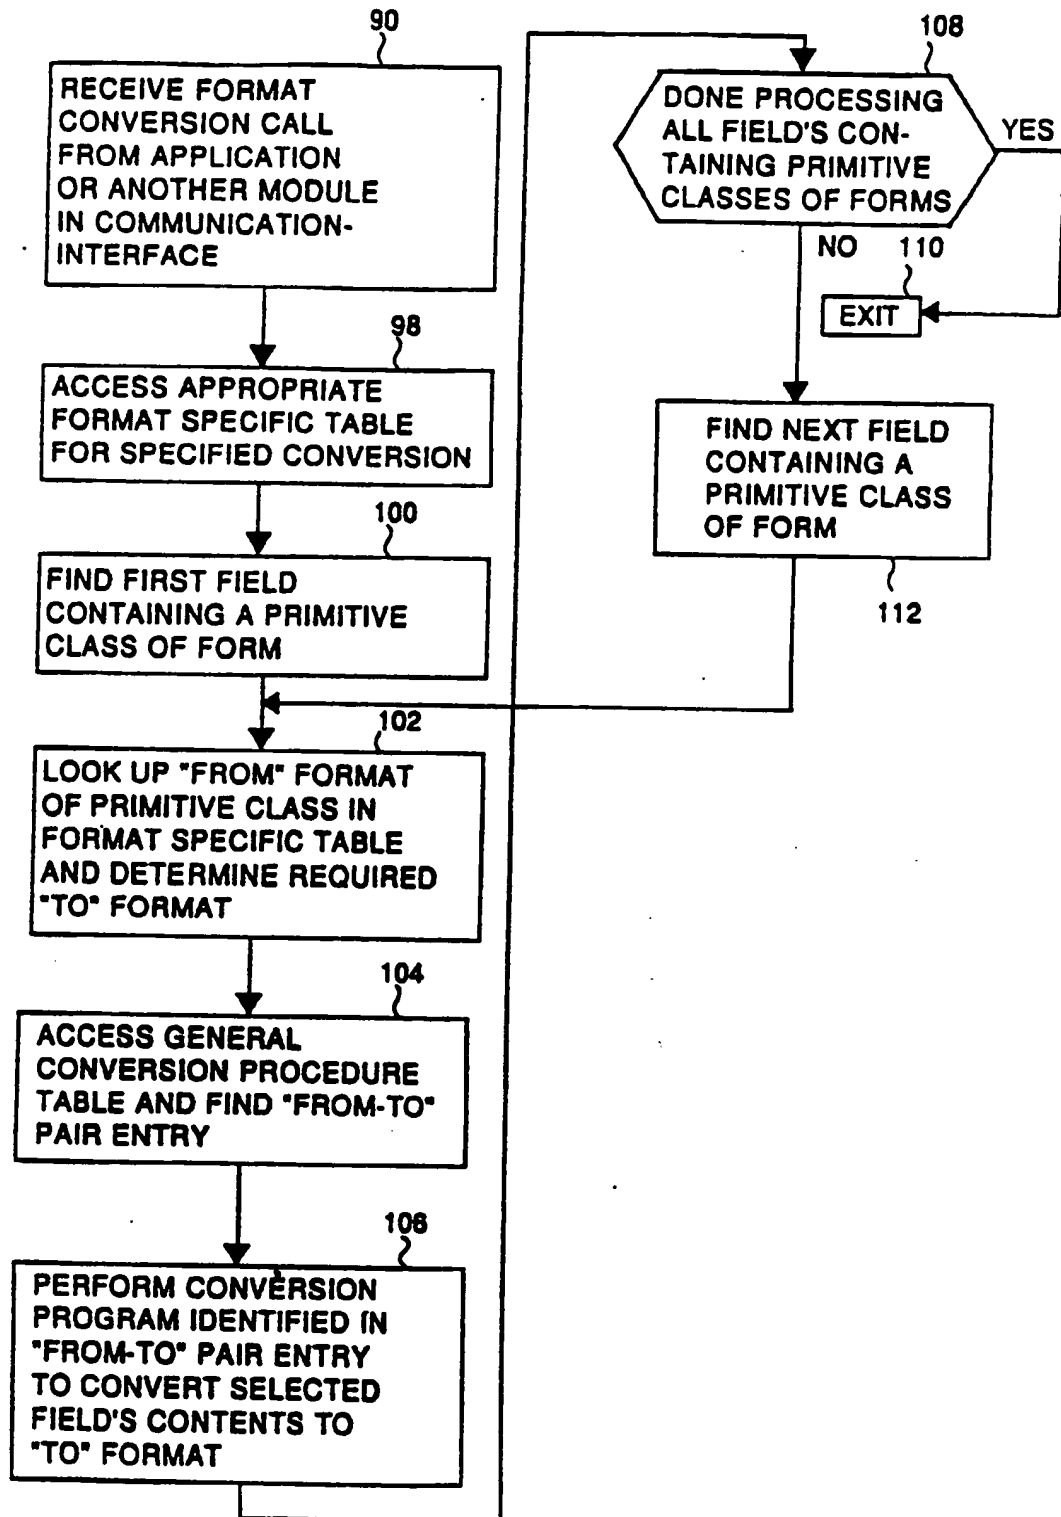 90
RECEIVE FORMAT
CONVERSION CALL
FROM APPLICATION
OR ANOTHER MODULE
IN COMMUNICATION-
INTERFACE
98
ACCESS APPROPRIATE
FORMAT SPECIFIC TABLE
FOR SPECIFIED CONVERSION
100
FIND FIRST FIELD
CONTAINING A PRIMITIVE
CLASS OF FORM
102
LOOK UP "FROM" FORMAT
OF PRIMITIVE CLASS IN
FORMAT SPECIFIC TABLE
AND DETERMINE REQUIRED
"TO" FORMAT
104
ACCESS GENERAL
CONVERSION PROCEDURE
TABLE AND FIND "FROM-TO"
PAIR ENTRY
106
PERFORM CONVERSION
PROGRAM IDENTIFIED IN
"FROM-TO" PAIR ENTRY
TO CONVERT SELECTED
FIELD'S CONTENTS TO
"TO" FORMAT
108
DONE PROCESSING
ALL FIELD'S CON-
TAINING PRIMITIVE
CLASSES OF FORMS
YES
NO
110
EXIT
FIND NEXT FIELD
CONTAINING A
PRIMITIVE CLASS
OF FORM
112